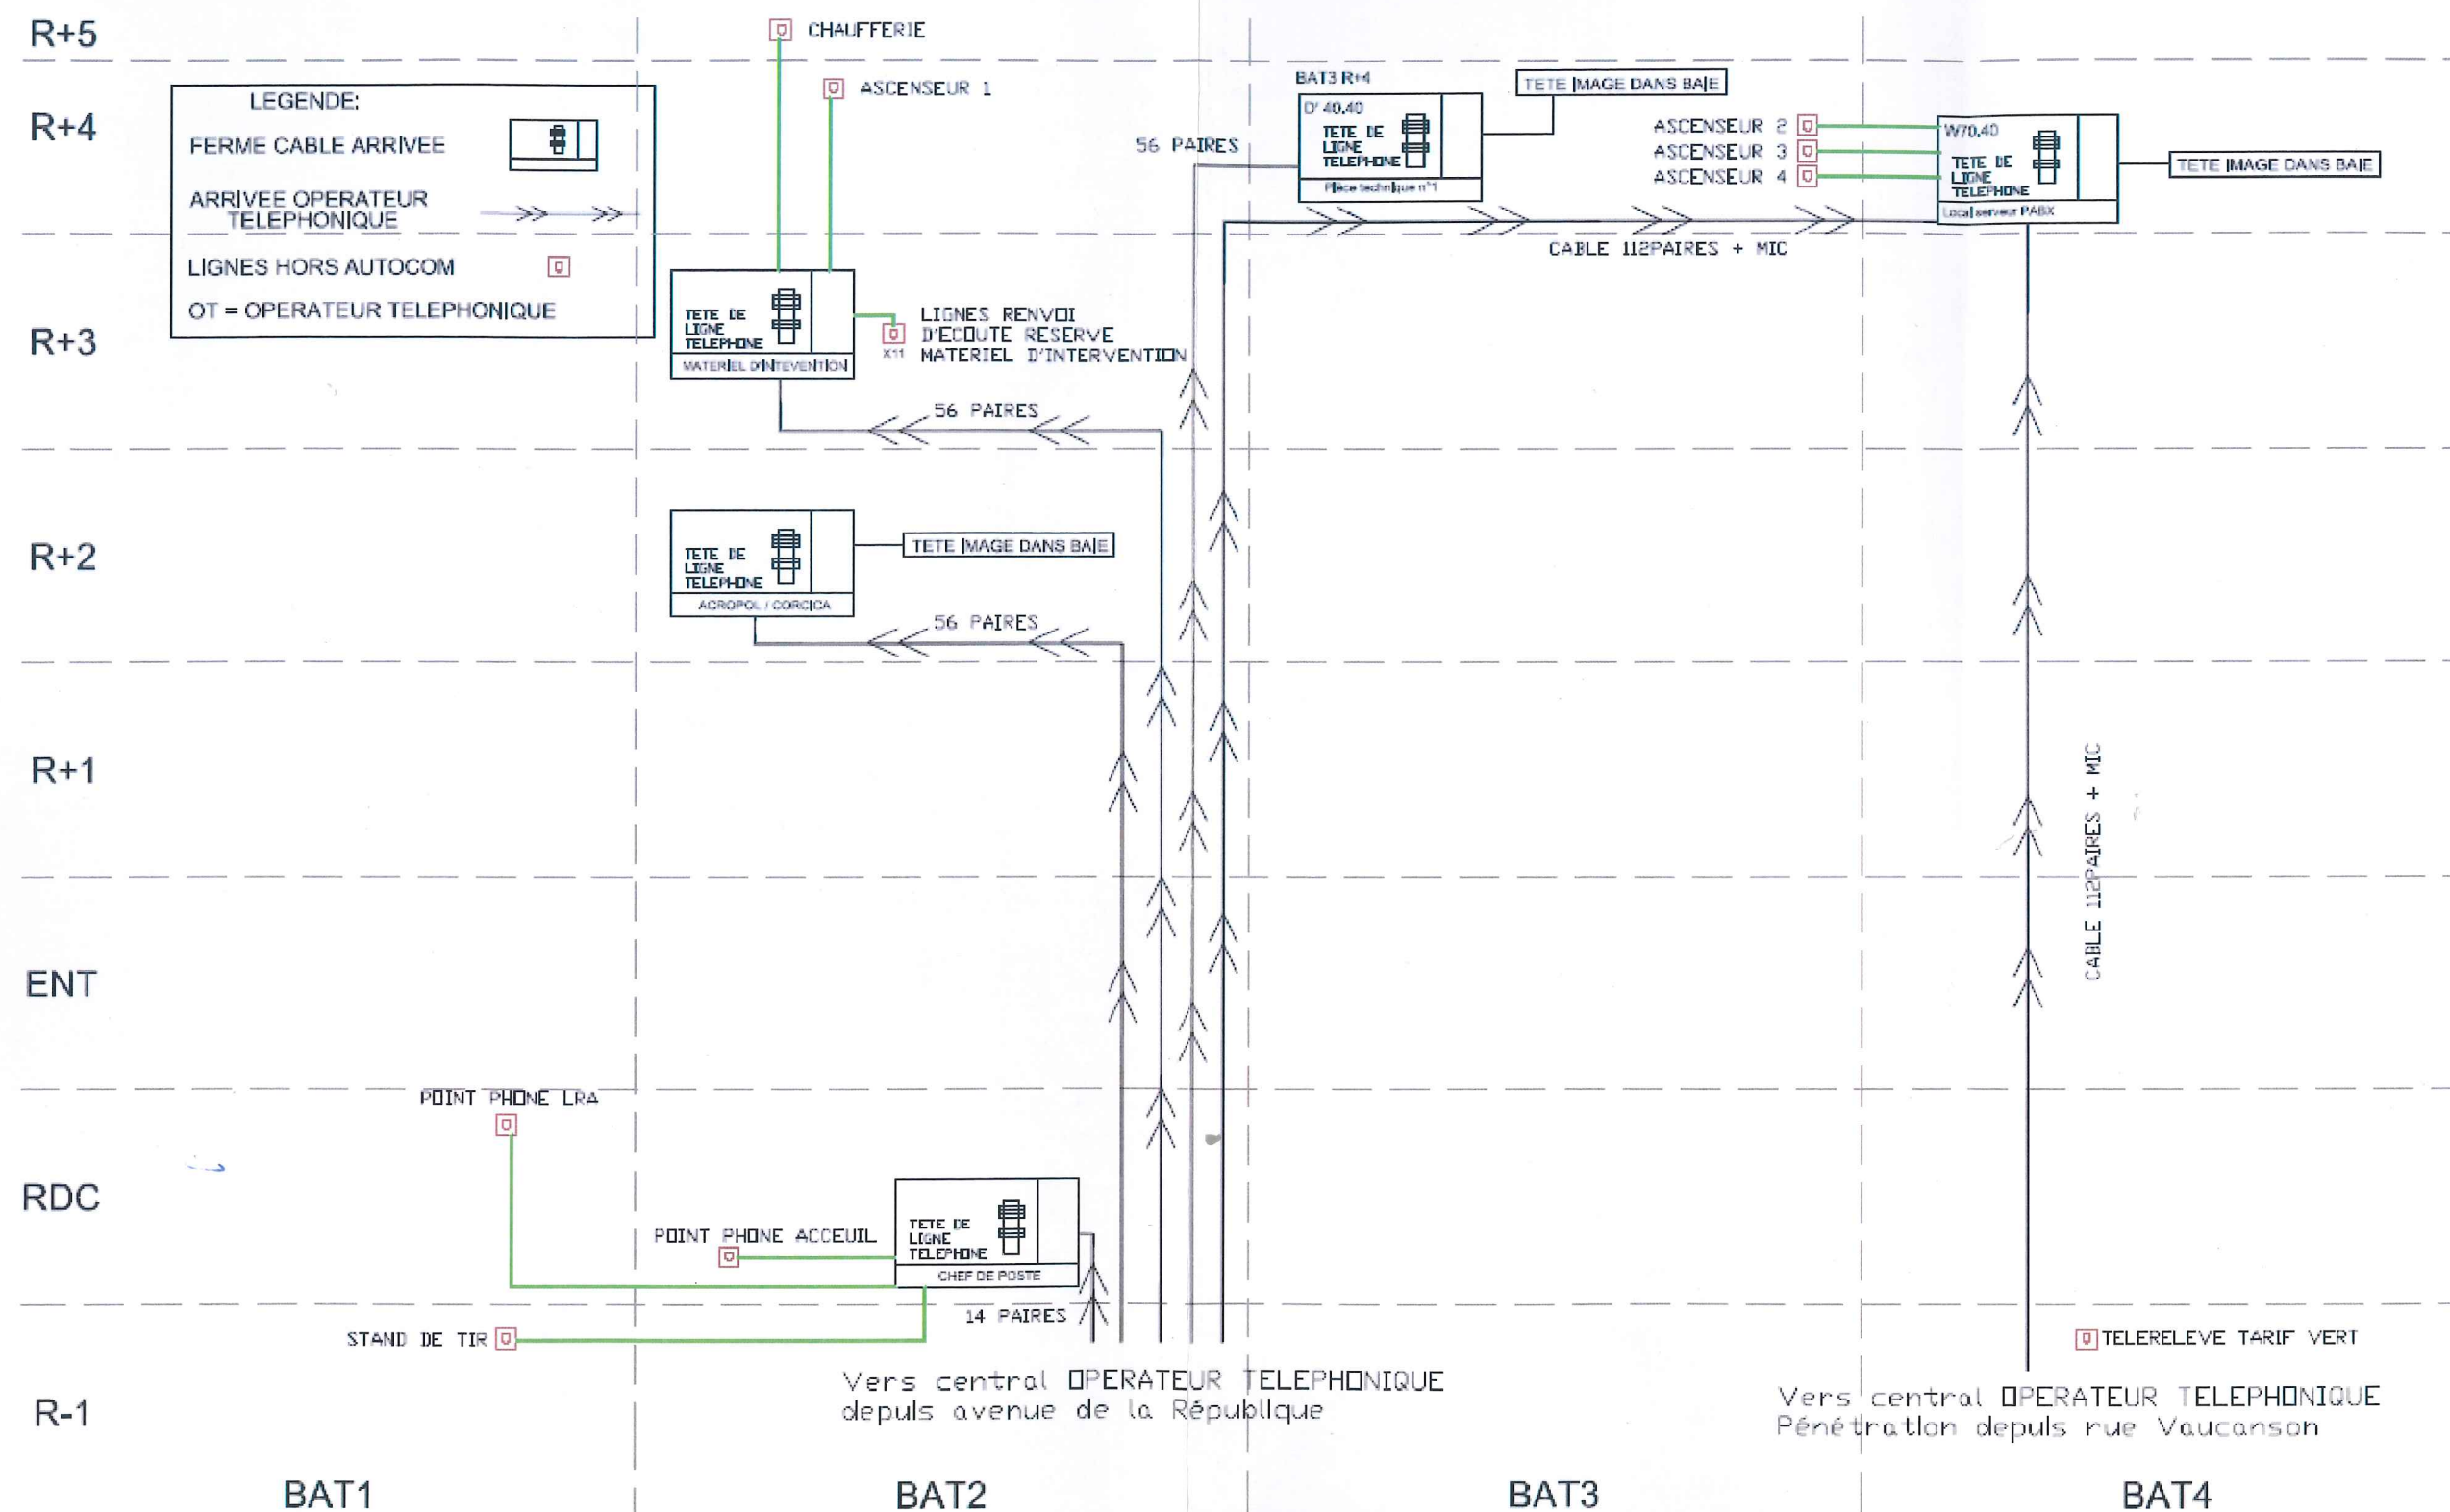 R+5
CHAUFFERIE
R+4
LEGENDE:
FERME CABLE ARRIVEE
ARRIVEE OPERATEUR
TELEPHONIQUE
LIGNES HORS AUTOCOM
OT = OPERATEUR TELEPHONIQUE
ASCENSEUR 1
BAT3 R+4
D' 40.40
TETE DE
LIGNE
TELEPHONE
Pièce technique n°1
TETE IMAGE DANS BAIE
56 PAIRES
ASCENSEUR 2
ASCENSEUR 3
ASCENSEUR 4
W70.40
TETE DE
LIGNE
TELEPHONE
Local serveur PABX
TETE IMAGE DANS BAIE
CABLE 112PAIRES + MIC
R+3
TETE DE
LIGNE
TELEPHONE
MATERIEL D'INTEVENTION
X11
LIGNES RENVOI
D'ECOUTE RESERVE
MATERIEL D'INTERVENTION
56 PAIRES
R+2
TETE DE
LIGNE
TELEPHONE
ACROPOL / CORCICA
TETE IMAGE DANS BAIE
56 PAIRES
R+1
CABLE 112PAIRES + MIC
ENT
POINT PHONE LRA
RDC
POINT PHONE ACCEUIL
TETE DE
LIGNE
TELEPHONE
CHEF DE POSTE
14 PAIRES
STAND DE TIR
TELERELEVE TARIF VERT
R-1
Vers central OPERATEUR TELEPHONIQUE
depuis avenue de la République
Vers central OPERATEUR TELEPHONIQUE
Pénétration depuis rue Vaucanson
BAT1
BAT2
BAT3
BAT4